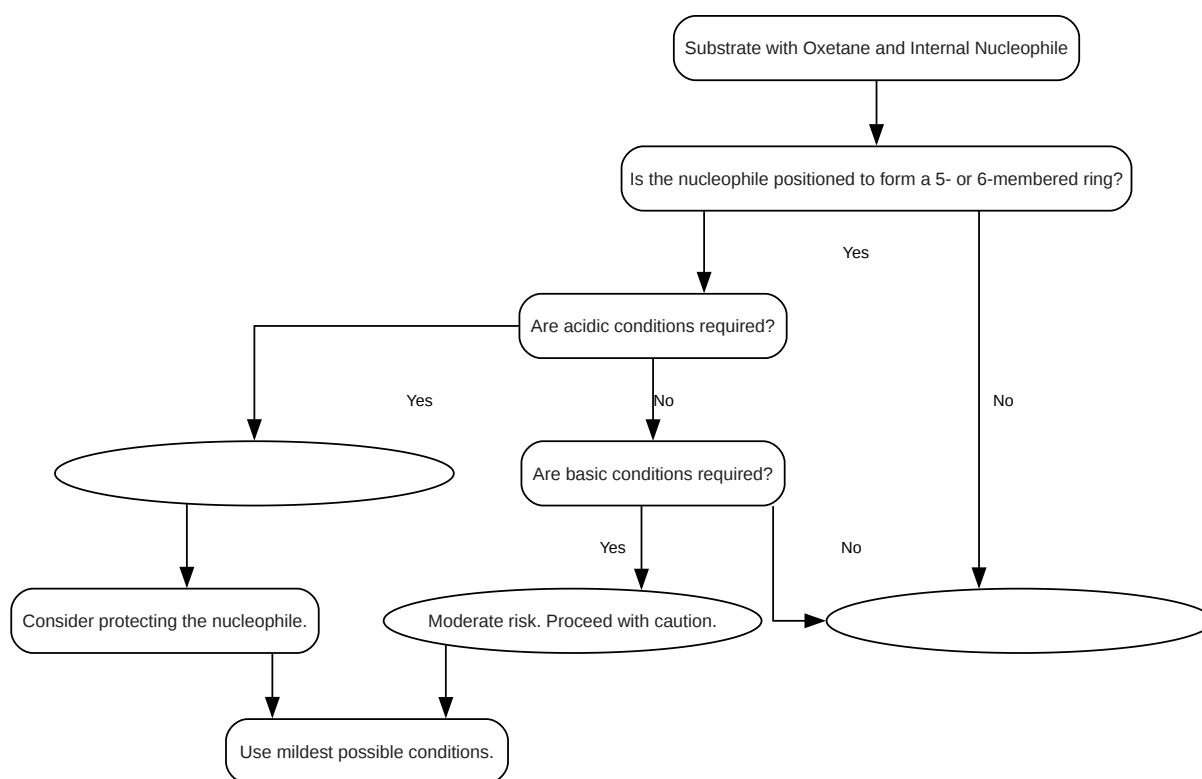 Substrate with Oxetane and Internal Nucleophile
Is the nucleophile positioned to form a 5- or 6-membered ring?
Yes
Are acidic conditions required?
Yes
No
No
Are basic conditions required?
Yes
No
Consider protecting the nucleophile.
Moderate risk. Proceed with caution.
Use mildest possible conditions.